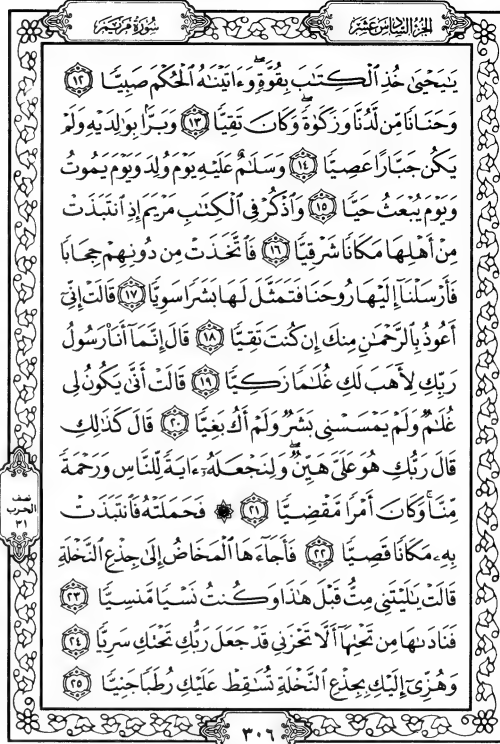 سورة مريم
الجزء السادس عشر
يَٰيَحْيَىٰ خُذِ ٱلْكِتَٰبَ بِقُوَّةٍۖ وَءَاتَيْنَٰهُ ٱلْحُكْمَ صَبِيًّا ١٢
وَحَنَانًا مِّن لَّدُنَّا وَزَكَوٰةًۖ وَكَانَ تَقِيًّا ١٣ وَبَرًّۢا بِوَٰلِدَيْهِ وَلَمْ
يَكُن جَبَّارًا عَصِيًّا ١٤ وَسَلَٰمٌ عَلَيْهِ يَوْمَ وُلِدَ وَيَوْمَ يَمُوتُ
وَيَوْمَ يُبْعَثُ حَيًّا ١٥ وَٱذْكُرْ فِي ٱلْكِتَٰبِ مَرْيَمَ إِذِ ٱنتَبَذَتْ
مِنْ أَهْلِهَا مَكَانًا شَرْقِيًّا ١٦ فَٱتَّخَذَتْ مِن دُونِهِمْ حِجَابًا
فَأَرْسَلْنَآ إِلَيْهَا رُوحَنَا فَتَمَثَّلَ لَهَا بَشَرًا سَوِيًّا ١٧ قَالَتْ إِنِّيٓ
أَعُوذُ بِٱلرَّحْمَٰنِ مِنكَ إِن كُنتَ تَقِيًّا ١٨ قَالَ إِنَّمَآ أَنَا۠ رَسُولُ
رَبِّكِ لِأَهَبَ لَكِ غُلَٰمًا زَكِيًّا ١٩ قَالَتْ أَنَّىٰ يَكُونُ لِي
غُلَٰمٌ وَلَمْ يَمْسَسْنِي بَشَرٌ وَلَمْ أَكُ بَغِيًّا ٢٠ قَالَ كَذَٰلِكِ
قَالَ رَبُّكِ هُوَ عَلَيَّ هَيِّنٌۖ وَلِنَجْعَلَهُۥٓ ءَايَةً لِّلنَّاسِ وَرَحْمَةً
مِّنَّاۚ وَكَانَ أَمْرًا مَّقْضِيًّا ٢١ ۞ فَحَمَلَتْهُ فَٱنتَبَذَتْ
بِهِۦ مَكَانًا قَصِيًّا ٢٢ فَأَجَآءَهَا ٱلْمَخَاضُ إِلَىٰ جِذْعِ ٱلنَّخْلَةِ
قَالَتْ يَٰلَيْتَنِي مِتُّ قَبْلَ هَٰذَا وَكُنتُ نَسْيًا مَّنسِيًّا ٢٣
فَنَادَىٰهَا مِن تَحْتِهَآ أَلَّا تَحْزَنِي قَدْ جَعَلَ رَبُّكِ تَحْتَكِ سَرِيًّا ٢٤
وَهُزِّيٓ إِلَيْكِ بِجِذْعِ ٱلنَّخْلَةِ تُسَٰقِطْ عَلَيْكِ رُطَبًا جَنِيًّا ٢٥
نصف
الحزب
٣١
٣٠٦